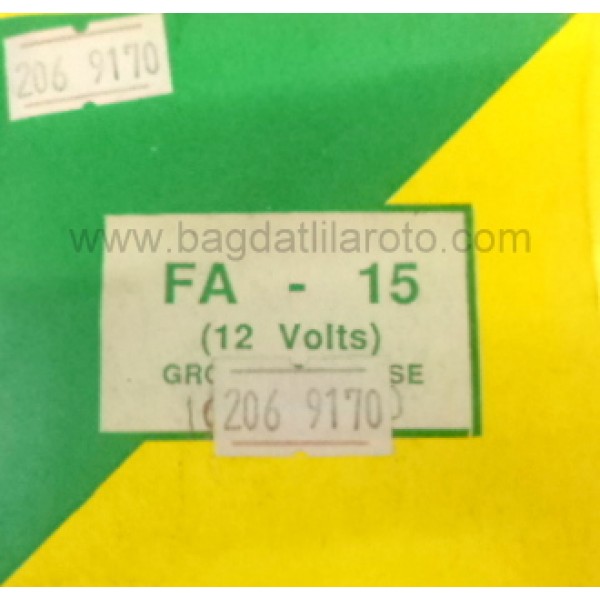 206 9170
www.bagdatlilaroto.com
FA - 15
(12 Volts)
206 9170